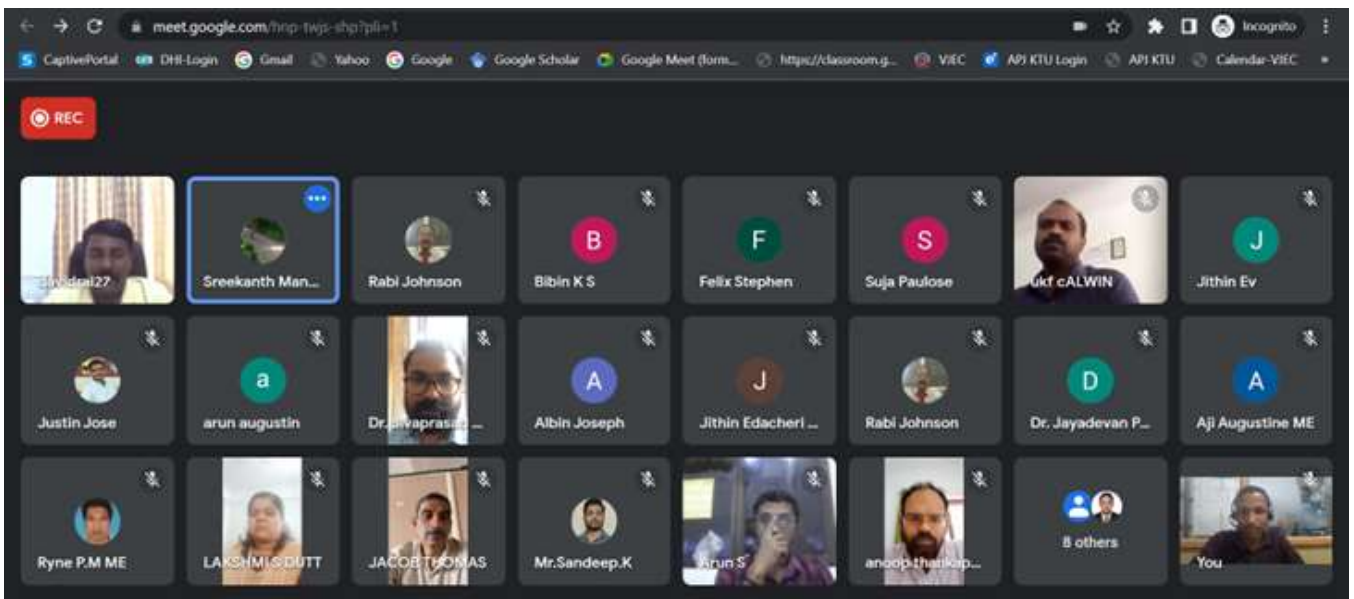 meet.google.com/hnp-twjs-shp?pli=1
Incognito
CaptivePortal DHI-Login Gmail Yahoo Google Google Scholar Google Meet (form... https://classroom.g... VJEC APJ KTU Login APJ KTU Calendar-VJEC »
REC
Sreekanth Man... Rabi Johnson B Bibin K S F Felix Stephen S Suja Paulose ukf cALWIN J Jithin Ev
Justin Jose a arun augustin Dr. A Albin Joseph J Jithin Edacheri ... Rabi Johnson D Dr. Jayadevan P... A Aji Augustine ME
Ryne P.M ME LAKSHMI S DUTT JACOB THOMAS Mr.Sandeep.K Arun S anoop thankap... 8 others You